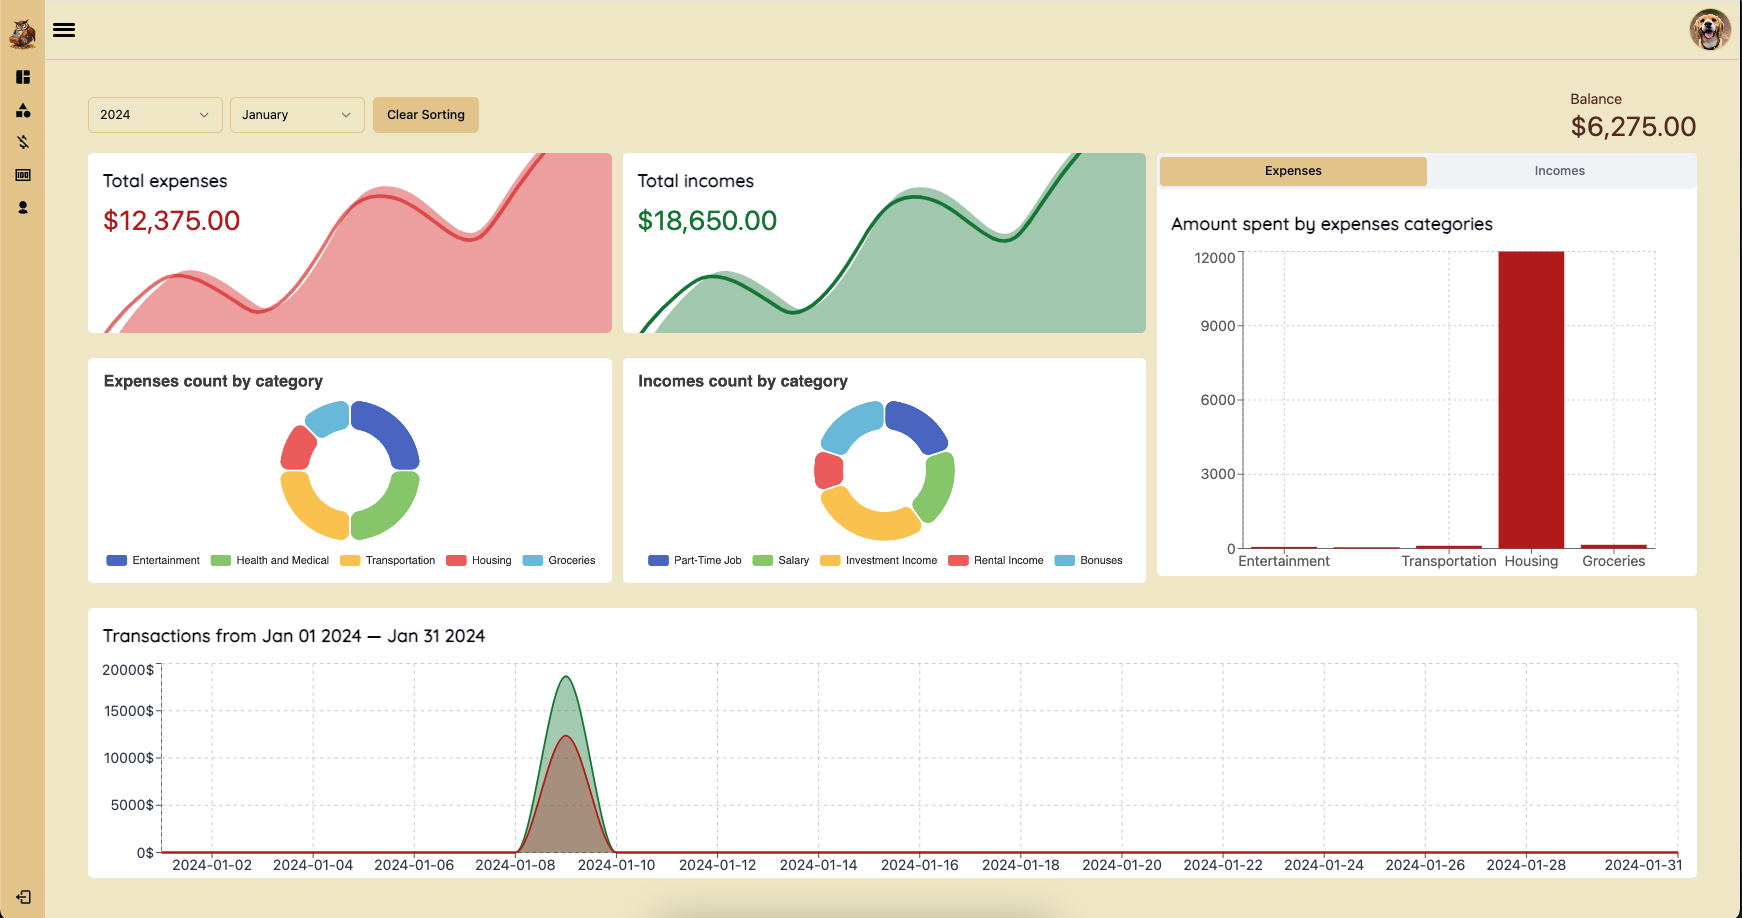 2024
January
Clear Sorting
Balance
$6,275.00
Total expenses
$12,375.00
Total incomes
$18,650.00
Expenses
Incomes
Amount spent by expenses categories
12000
9000
6000
3000
0
Entertainment Transportation Housing Groceries
Expenses count by category
Entertainment Health and Medical Transportation Housing Groceries
Incomes count by category
Part-Time Job Salary Investment Income Rental Income Bonuses
Transactions from Jan 01 2024 — Jan 31 2024
20000$
15000$
10000$
5000$
0$
2024-01-02 2024-01-04 2024-01-06 2024-01-08 2024-01-10 2024-01-12 2024-01-14 2024-01-16 2024-01-18 2024-01-20 2024-01-22 2024-01-24 2024-01-26 2024-01-28 2024-01-31